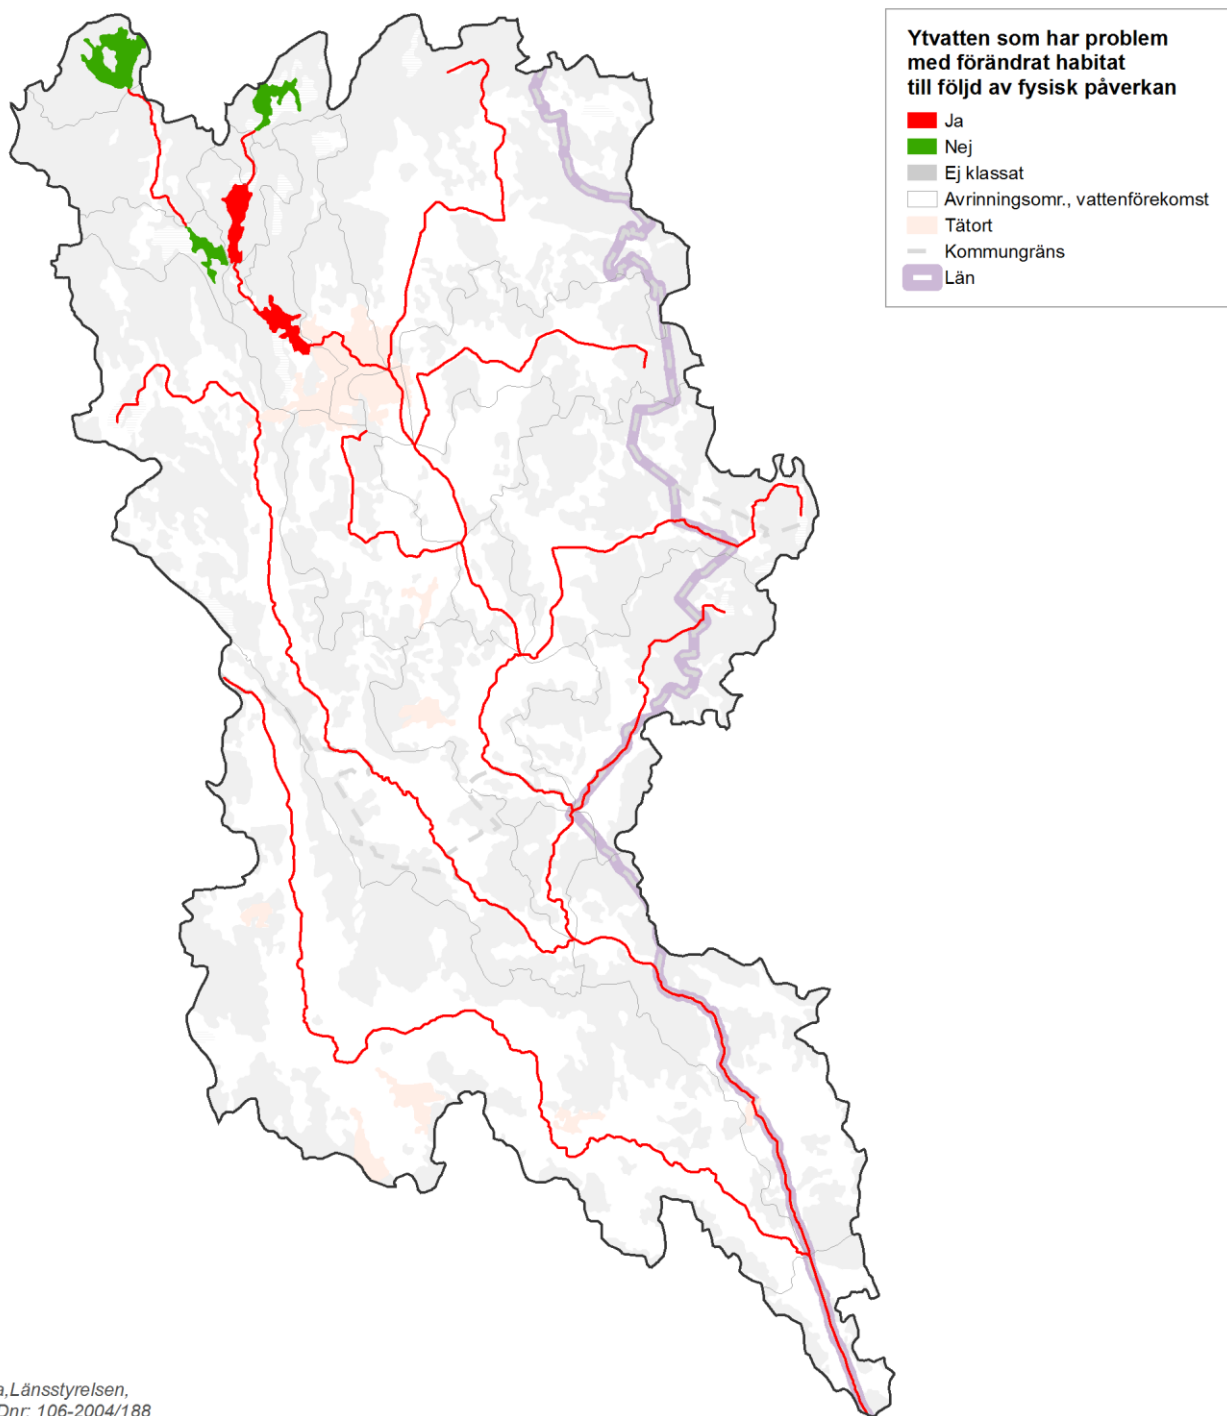 Ytvatten som har problem
med förändrat habitat
till följd av fysisk påverkan
Ja
Nej
Ej klassat
Avrinningsomr., vattenförekomst
Tätort
Kommungräns
Län
a,Länsstyrelsen,
Dnr: 106-2004/188